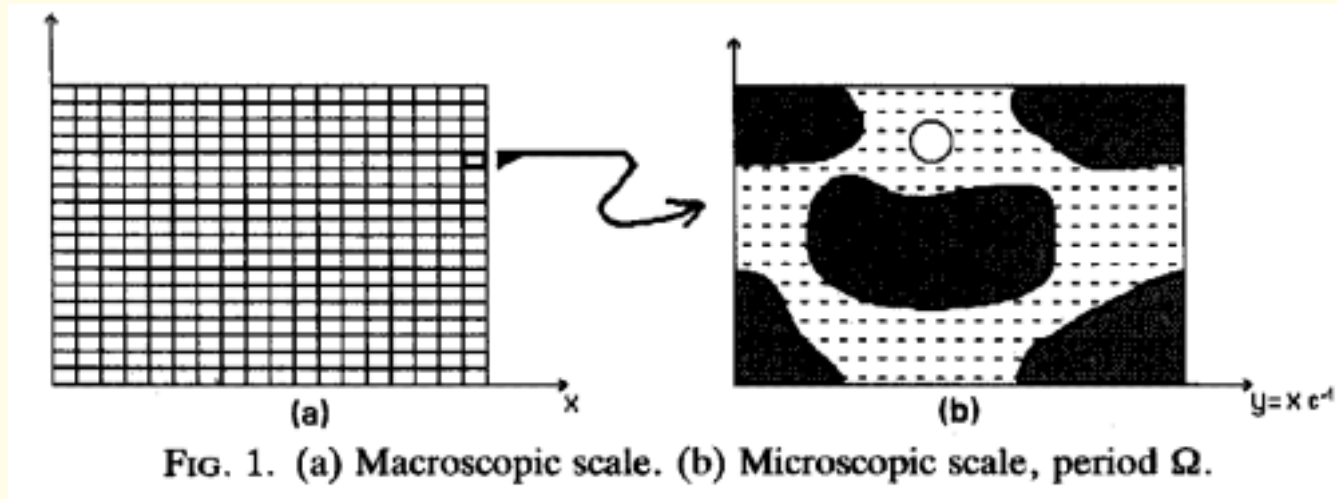 x
(a)
(b)
y = x c⁻¹
FIG. 1. (a) Macroscopic scale. (b) Microscopic scale, period Ω.